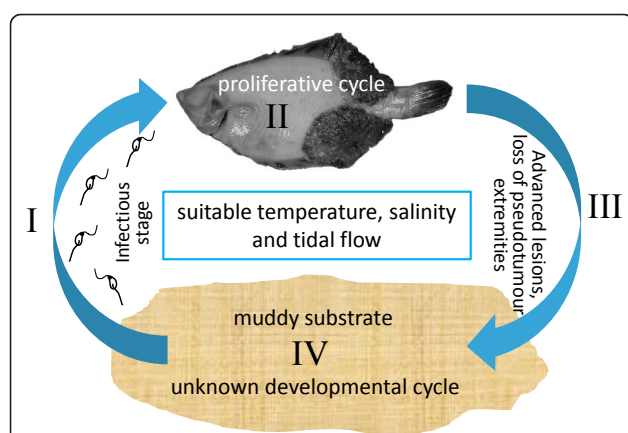 proliferative cycle
II
I
Infectious
stage
suitable temperature, salinity
and tidal flow
Advanced lesions,
loss of pseudotumour
extremities
III
muddy substrate
IV
unknown developmental cycle